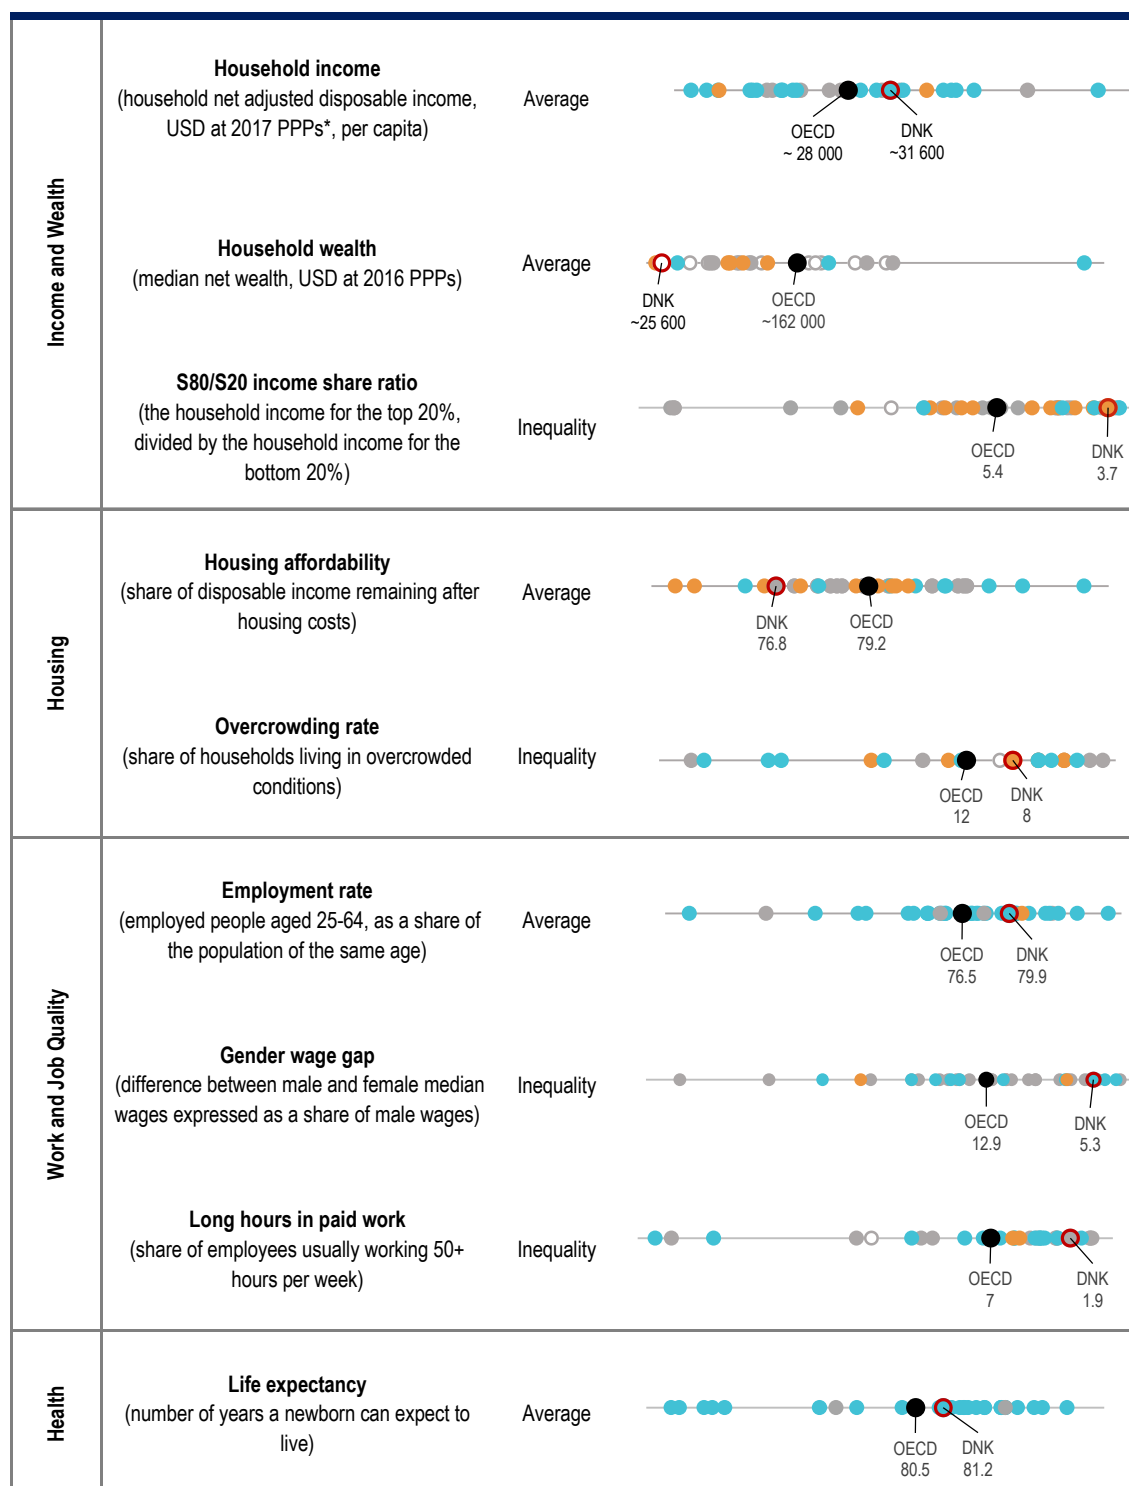 Income and Wealth
Household income
(household net adjusted disposable income,
USD at 2017 PPPs*, per capita)
Average
OECD
~ 28 000
DNK
~31 600
Household wealth
(median net wealth, USD at 2016 PPPs)
Average
DNK
~25 600
OECD
~162 000
S80/S20 income share ratio
(the household income for the top 20%,
divided by the household income for the
bottom 20%)
Inequality
OECD
5.4
DNK
3.7
Housing
Housing affordability
(share of disposable income remaining after
housing costs)
Average
DNK
76.8
OECD
79.2
Overcrowding rate
(share of households living in overcrowded
conditions)
Inequality
OECD
12
DNK
8
Work and Job Quality
Employment rate
(employed people aged 25-64, as a share of
the population of the same age)
Average
OECD
76.5
DNK
79.9
Gender wage gap
(difference between male and female median
wages expressed as a share of male wages)
Inequality
OECD
12.9
DNK
5.3
Long hours in paid work
(share of employees usually working 50+
hours per week)
Inequality
OECD
7
DNK
1.9
Health
Life expectancy
(number of years a newborn can expect to
live)
Average
OECD
80.5
DNK
81.2